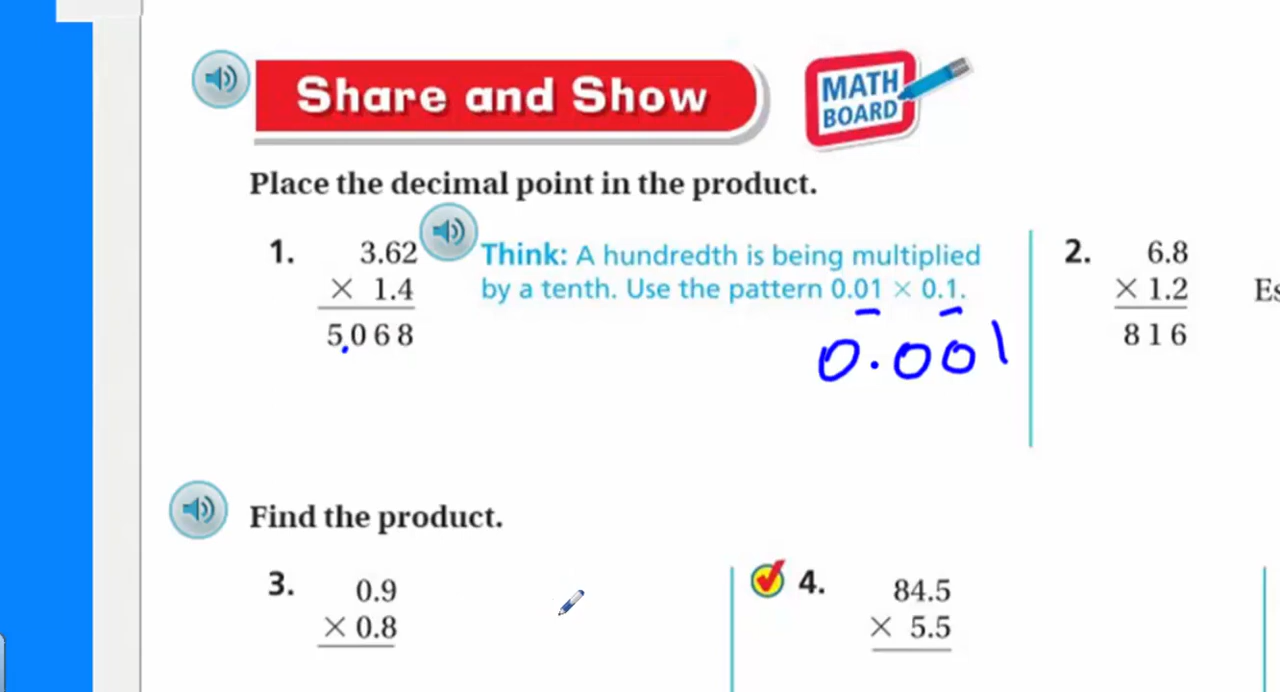 Share and Show
MATH
BOARD
Place the decimal point in the product.
1. 3.62
× 1.4
5.068
Think: A hundredth is being multiplied
by a tenth. Use the pattern 0.01 × 0.1.
0.001
2. 6.8
× 1.2
816
Es
Find the product.
3. 0.9
× 0.8
4. 84.5
× 5.5